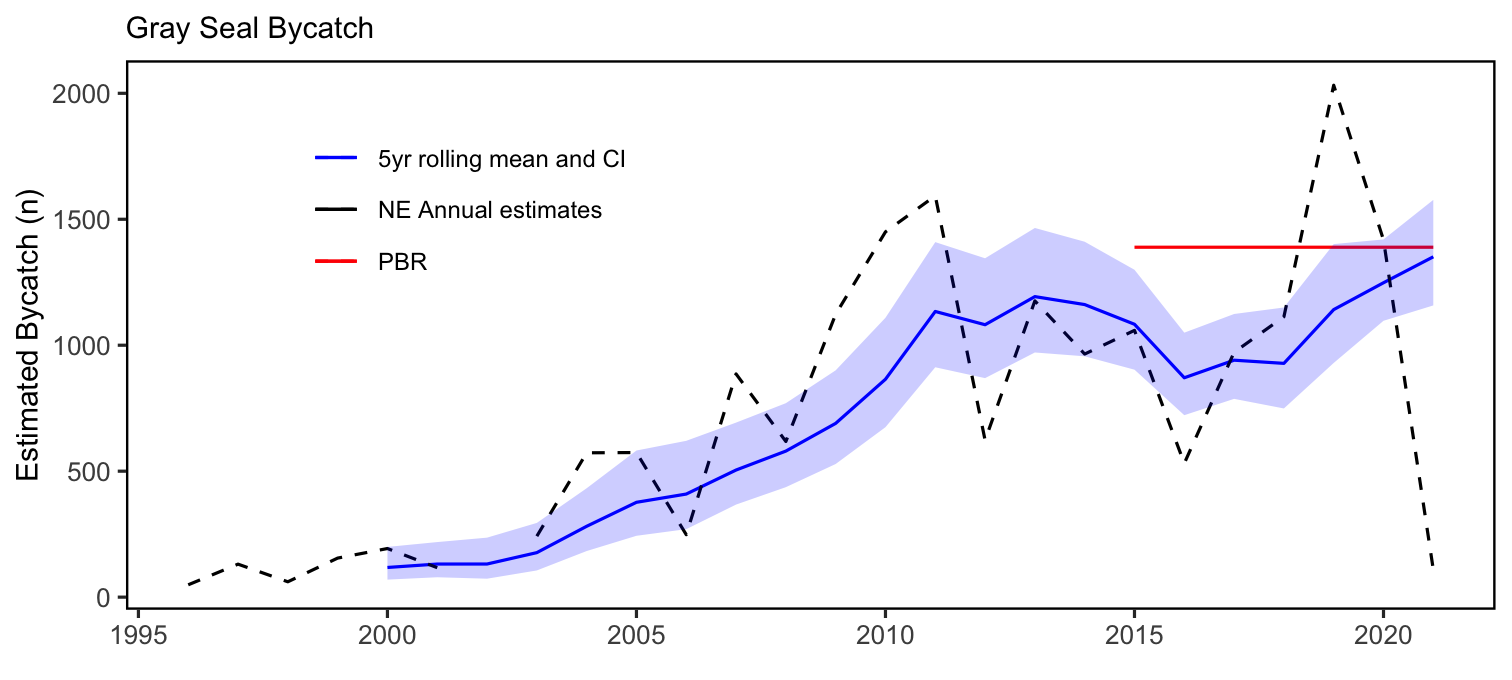 Gray Seal Bycatch
Estimated Bycatch (n)
2000
1500
1000
500
0
5yr rolling mean and CI
NE Annual estimates
PBR
1995 2000 2005 2010 2015 2020